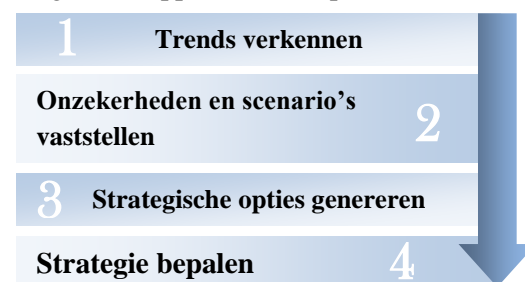 1 Trends verkennen
Onzekerheden en scenario's
vaststellen 2
3 Strategische opties genereren
Strategie bepalen 4